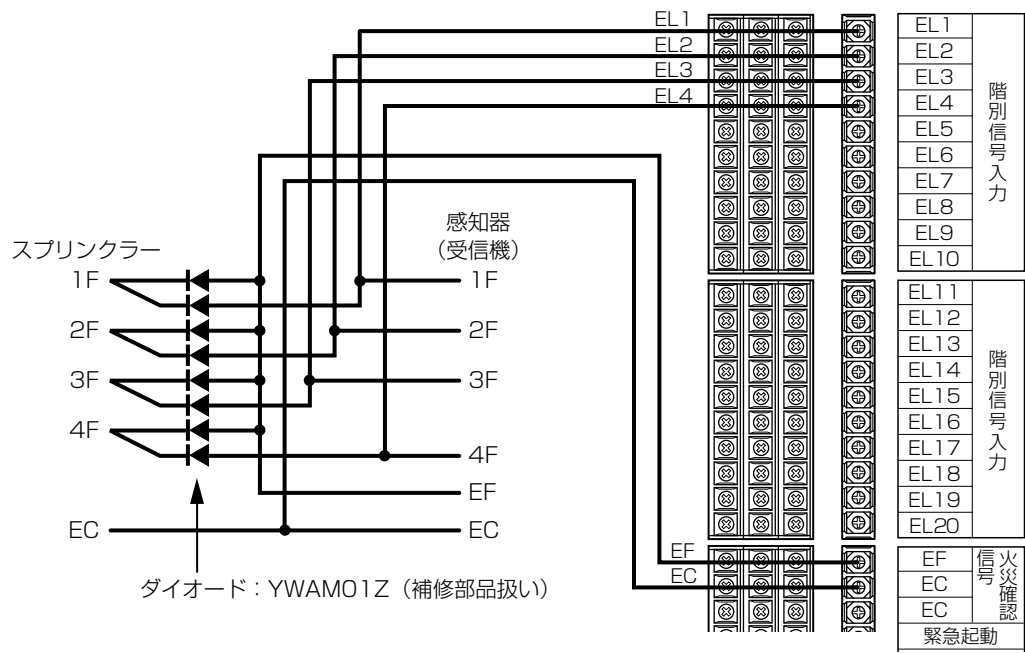 EL1
EL2
EL3
EL4
スプリンクラー
1F
2F
3F
4F
EC
感知器
（受信機）
1F
2F
3F
4F
EF
EC
ダイオード：YWAM01Z（補修部品扱い）
EF
EC
EL1
EL2
EL3
EL4
EL5
EL6
EL7
EL8
EL9
EL10
階別信号入力
EL11
EL12
EL13
EL14
EL15
EL16
EL17
EL18
EL19
EL20
階別信号入力
EF
EC
EC
火災確認
信号
緊急起動